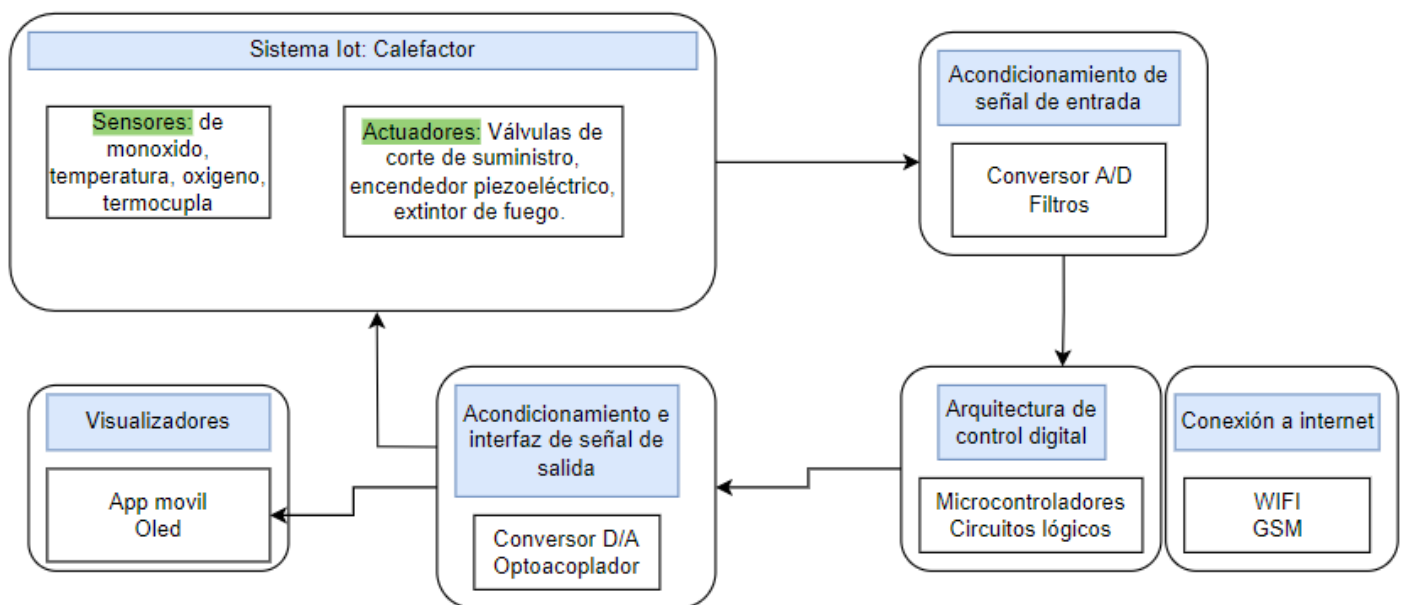 Sistema Iot: Calefactor
Sensores: de
monoxido,
temperatura, oxigeno,
termocupla
Actuadores: Válvulas de
corte de suministro,
encendedor piezoeléctrico,
extintor de fuego.
Acondicionamiento de
señal de entrada
Conversor A/D
Filtros
Visualizadores
App movil
Oled
Acondicionamiento e
interfaz de señal de
salida
Conversor D/A
Optoacoplador
Arquitectura de
control digital
Microcontroladores
Circuitos lógicos
Conexión a internet
WIFI
GSM